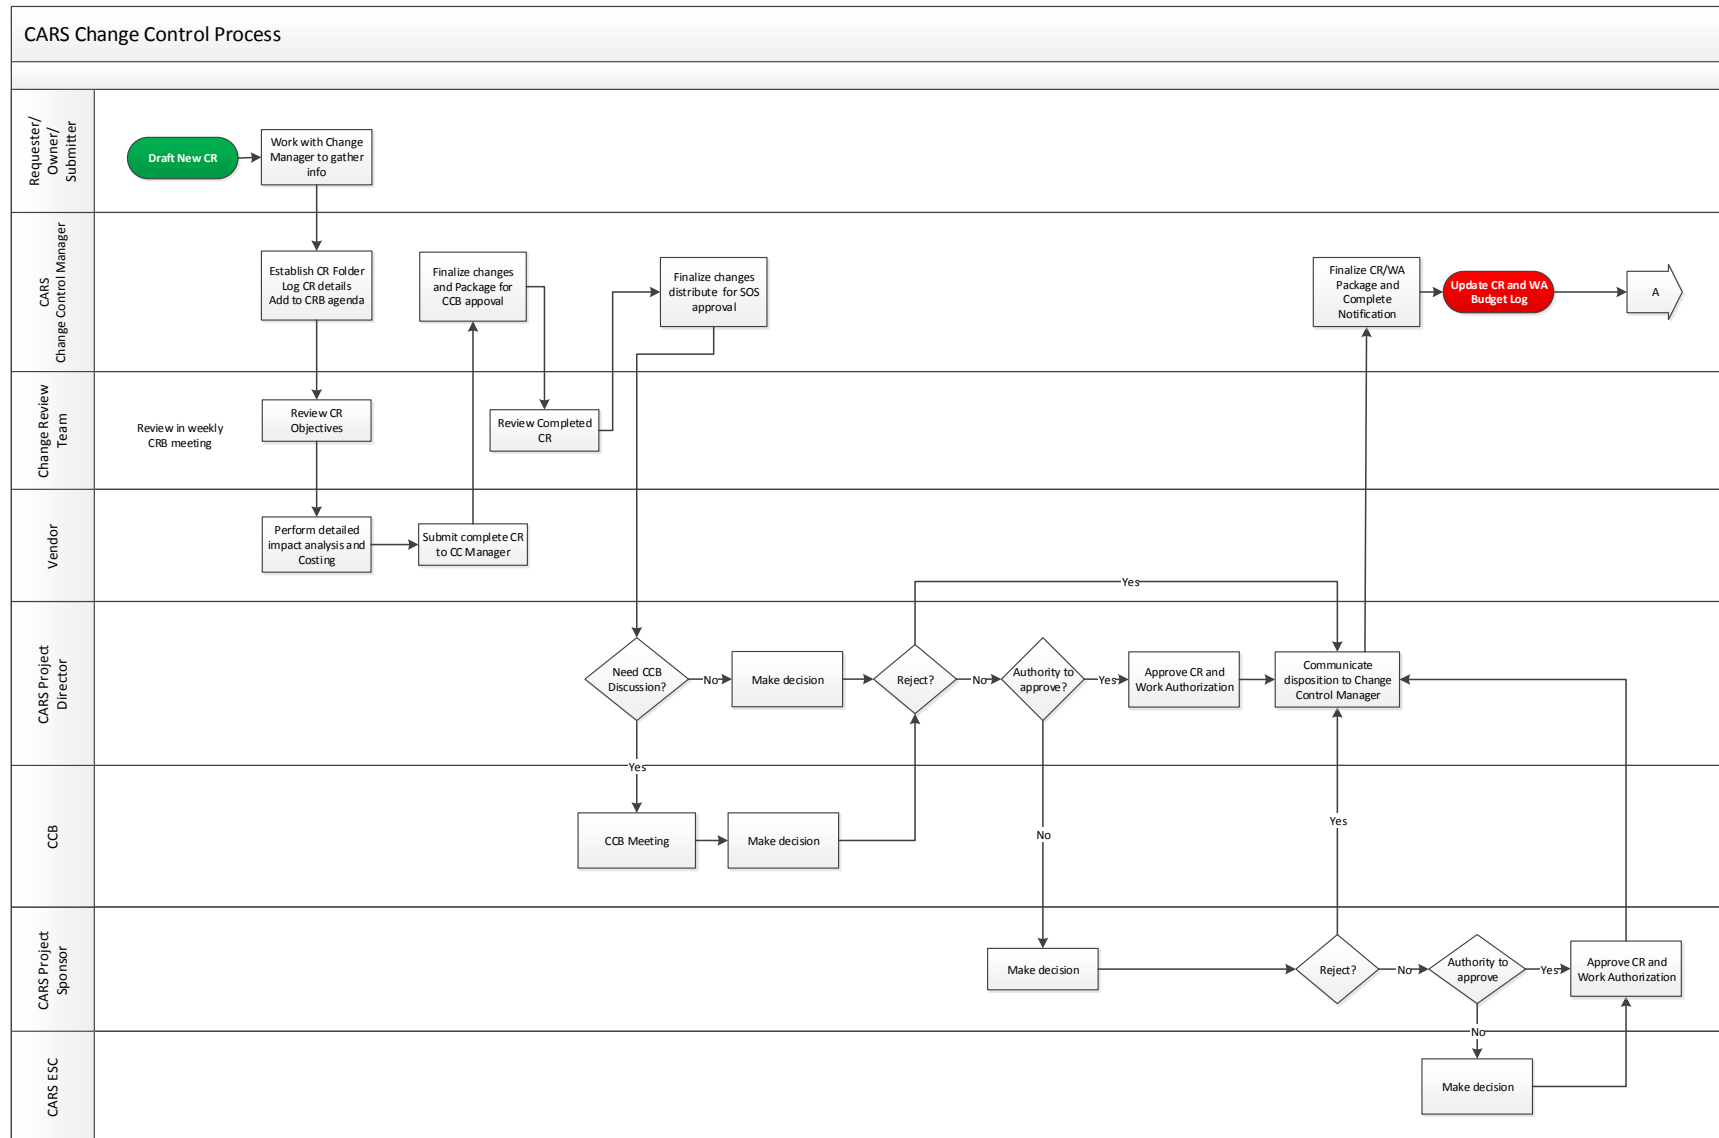 CARS Change Control Process
Requester/
Owner/
Submitter
Draft New CR
Work with Change
Manager to gather
info
CARS
Change Control Manager
Establish CR Folder
Log CR details
Add to CRB agenda
Finalize changes
and Package for
CCB appoval
Finalize changes
distribute for SOS
approval
Finalize CR/WA
Package and
Complete
Notification
Update CR and WA
Budget Log
A
Change Review
Team
Review in weekly
CRB meeting
Review CR
Objectives
Review Completed
CR
Vendor
Perform detailed
impact analysis and
Costing
Submit complete CR
to CC Manager
Yes
CARS Project
Director
Need CCB
Discussion?
No
Make decision
Reject?
No
Authority to
approve?
Yes
Approve CR and
Work Authorization
Communicate
disposition to Change
Control Manager
Yes
CCB
CCB Meeting
Make decision
No
Yes
CARS Project
Sponsor
Make decision
Reject?
No
Authority to
approve
Yes
Approve CR and
Work Authorization
No
CARS ESC
Make decision